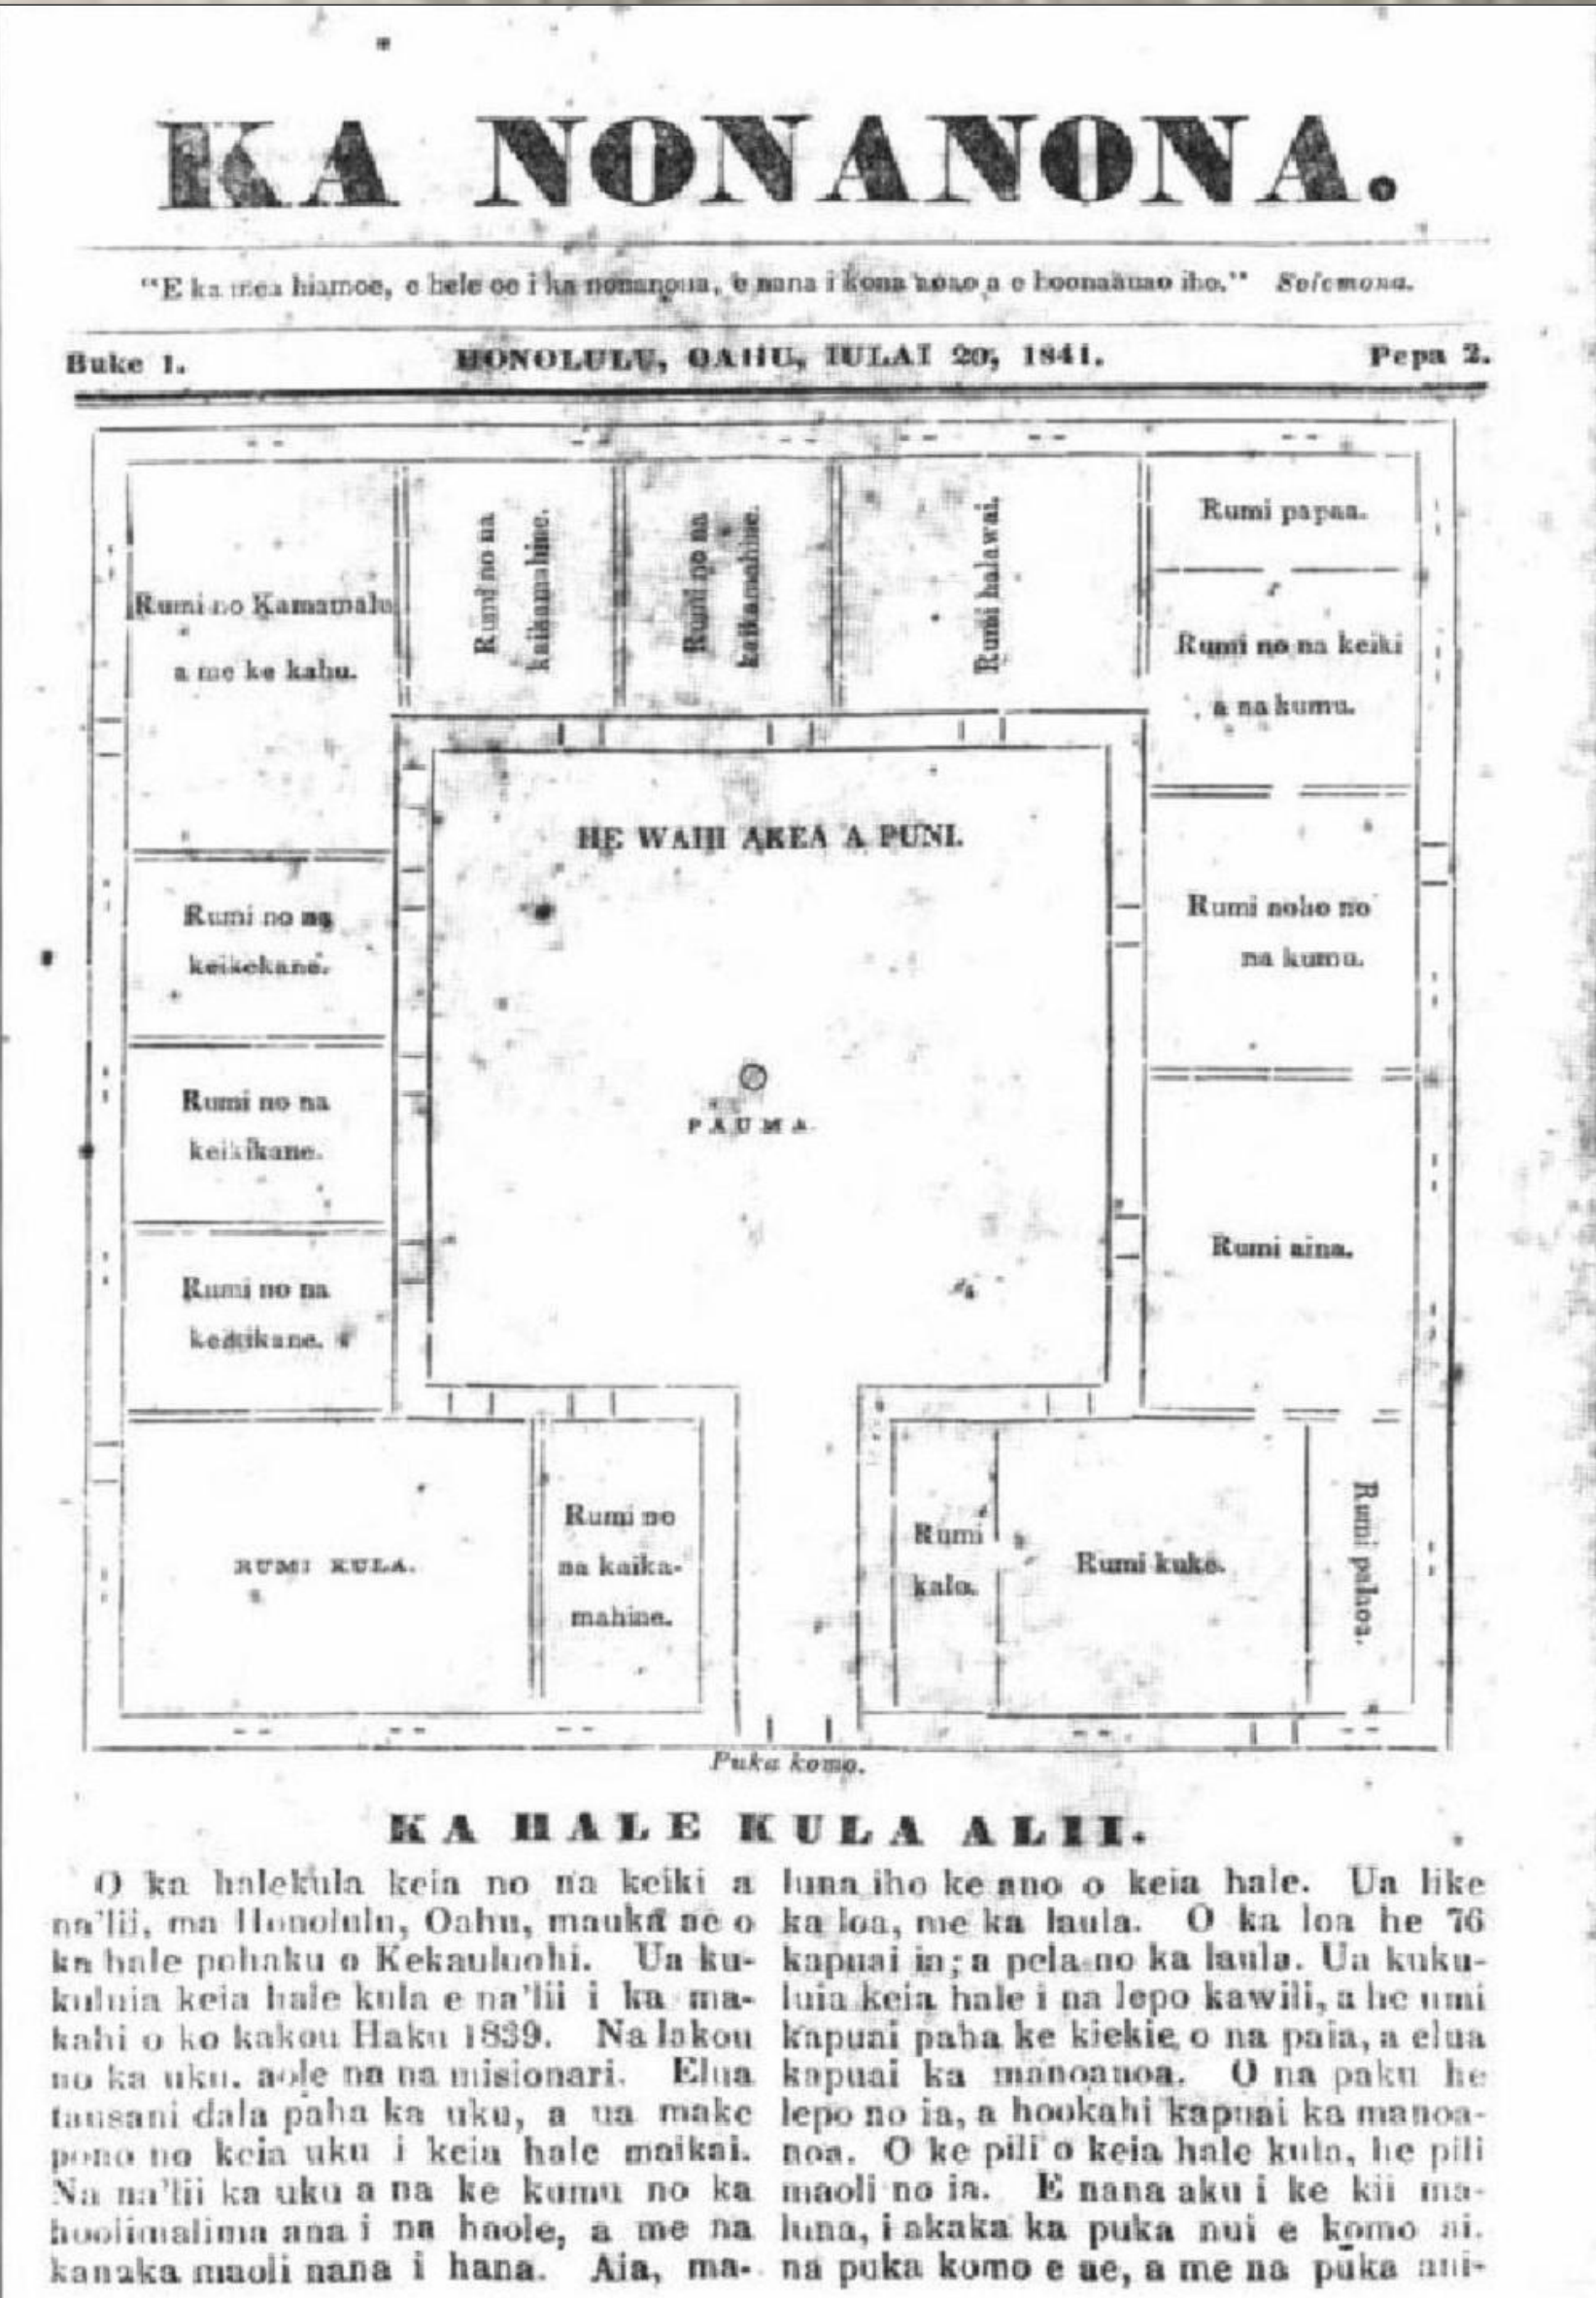 KA NONANONA.
"E ka mea hiamoe, e hele oe i ka nonanona, e nana i kona aoao a e hoonaauao iho." Solomona.
Buke 1. HONOLULU, OAHU, IULAI 20, 1841. Pepa 2.
Rumi no Kamamalu
a me ke kahu.
Rumi no na
kaikamahine.
Rumi no na
kaikamahine.
Rumi halawai.
Rumi papaa.
Rumi no na keiki
a na kumu.
HE WAHI AKEA A PUNI.
Rumi no na
keikekane.
Rumi noho no
na kumu.
PAUMA.
Rumi no na
keikikane.
Rumi aina.
Rumi no na
keikikane.
RUMI KULA.
Rumi no
na kaika-
mahine.
Rumi
kalo.
Rumi kuke.
Rumi pahoa.
Puka komo.
KA HALE KULA ALII.
O ka halekula keia no na keiki a
na'lii, ma Honolulu, Oahu, mauka ae o
ka hale pohaku o Kekauluohi. Ua ku-
kuluia keia hale kula e na'lii i ka ma-
kahi o ko kakou Haku 1839. Na lakou
no ka uku. aole na na misionari. Elua
tausani dala paha ka uku, a ua make
pono no keia uku i keia hale maikai.
Na na'lii ka uku a na ke kumu no ka
hoolimalima ana i na haole, a me na
kanaka maoli nana i hana. Aia, ma-
luna iho ke ano o keia hale. Ua like
ka loa, me ka laula. O ka loa he 76
kapuai ia; a pela no ka laula. Ua kuku-
luia keia hale i na lepo kawili, a he umi
kapuai paha ke kiekie o na paia, a elua
kapuai ka manoanoa. O na paku he
lepo no ia, a hookahi kapuai ka manoa-
noa. O ke pili o keia hale kula, he pili
maoli no ia. E nana aku i ke kii ma-
luna, i akaka ka puka nui e komo ai.
na puka komo e ae, a me na puka ani-